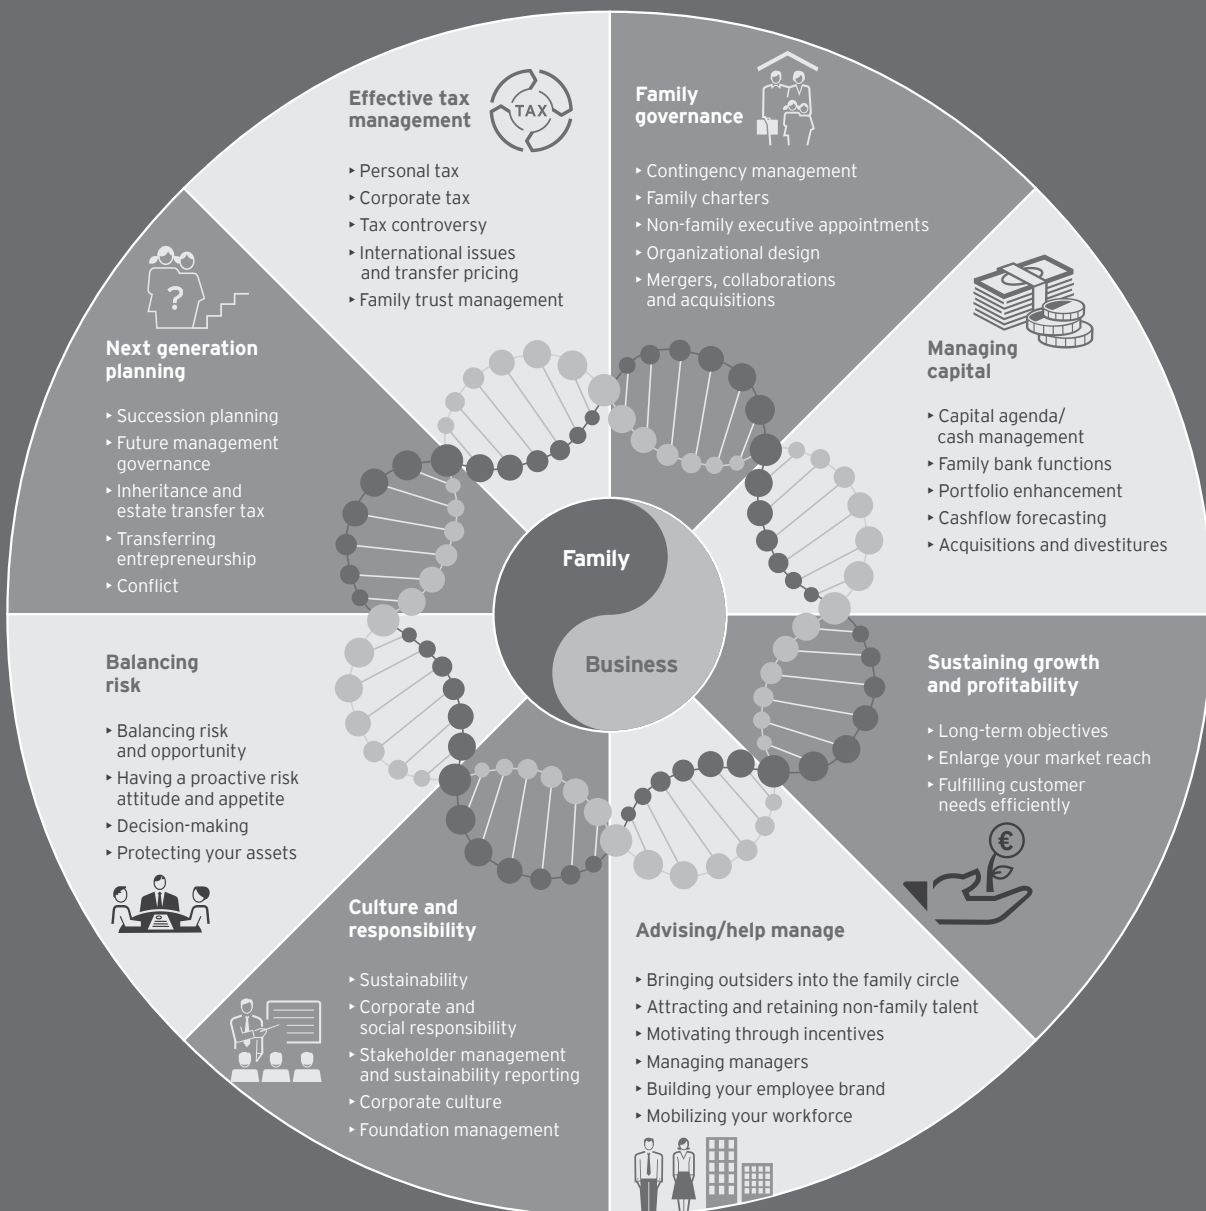 Effective tax
management
TAX
‣ Personal tax
‣ Corporate tax
‣ Tax controversy
‣ International issues
and transfer pricing
‣ Family trust management
Family
governance
‣ Contingency management
‣ Family charters
‣ Non-family executive appointments
‣ Organizational design
‣ Mergers, collaborations
and acquisitions
Managing
capital
‣ Capital agenda/
cash management
‣ Family bank functions
‣ Portfolio enhancement
‣ Cashflow forecasting
‣ Acquisitions and divestitures
Sustaining growth
and profitability
‣ Long-term objectives
‣ Enlarge your market reach
‣ Fulfilling customer
needs efficiently
€
Advising/help manage
‣ Bringing outsiders into the family circle
‣ Attracting and retaining non-family talent
‣ Motivating through incentives
‣ Managing managers
‣ Building your employee brand
‣ Mobilizing your workforce
Culture and
responsibility
‣ Sustainability
‣ Corporate and
social responsibility
‣ Stakeholder management
and sustainability reporting
‣ Corporate culture
‣ Foundation management
Balancing
risk
‣ Balancing risk
and opportunity
‣ Having a proactive risk
attitude and appetite
‣ Decision-making
‣ Protecting your assets
?
Next generation
planning
‣ Succession planning
‣ Future management
governance
‣ Inheritance and
estate transfer tax
‣ Transferring
entrepreneurship
‣ Conflict
Family
Business